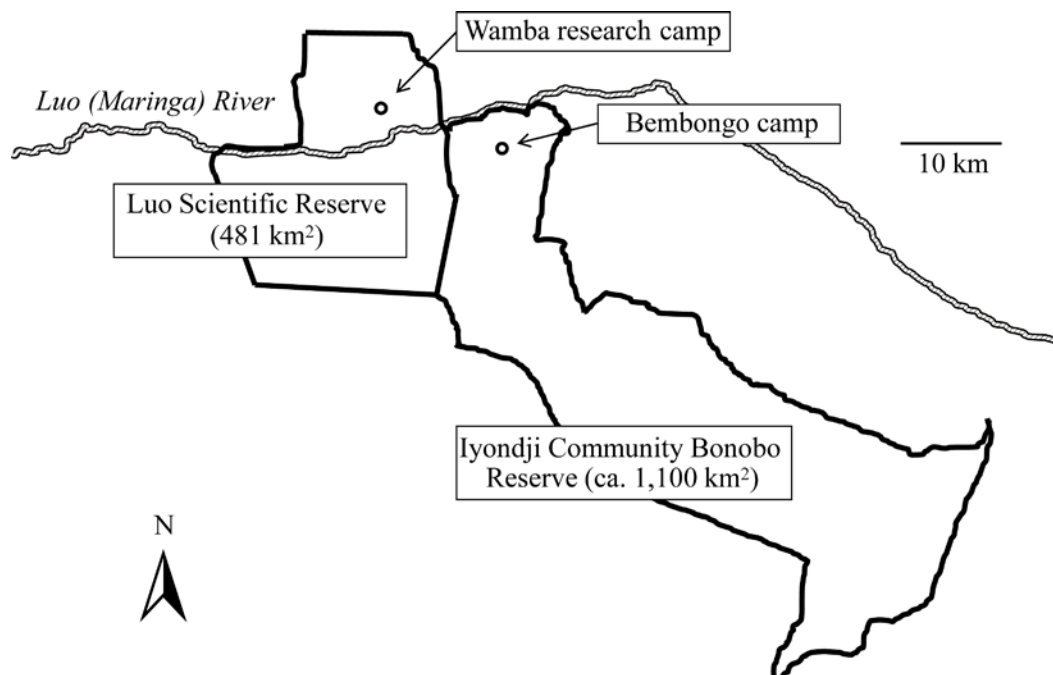 Wamba research camp
Luo (Maringa) River
Bembongo camp
10 km
Luo Scientific Reserve
(481 km²)
Iyondji Community Bonobo
Reserve (ca. 1,100 km²)
N